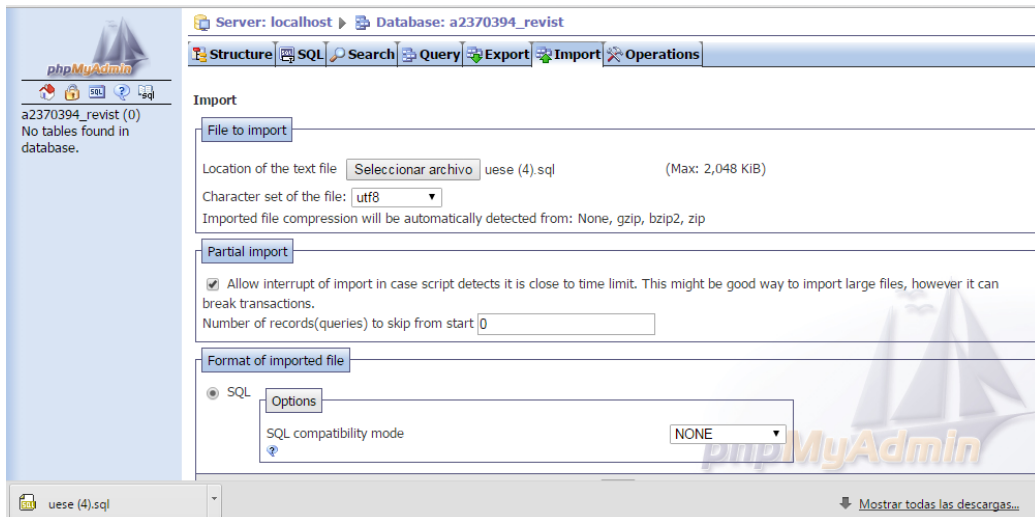 Server: localhost Database: a2370394_revist
phpMyAdmin
Structure SQL Search Query Export Import Operations
SQL sql
a2370394_revist (0)
No tables found in
database.
Import
File to import
Location of the text file Seleccionar archivo uese (4).sql (Max: 2,048 KiB)
Character set of the file: utf8
Imported file compression will be automatically detected from: None, gzip, bzip2, zip
Partial import
Allow interrupt of import in case script detects it is close to time limit. This might be good way to import large files, however it can
break transactions.
Number of records(queries) to skip from start 0
Format of imported file
SQL
Options
SQL compatibility mode NONE
phpMyAdmin
uese (4).sql Mostrar todas las descargas...